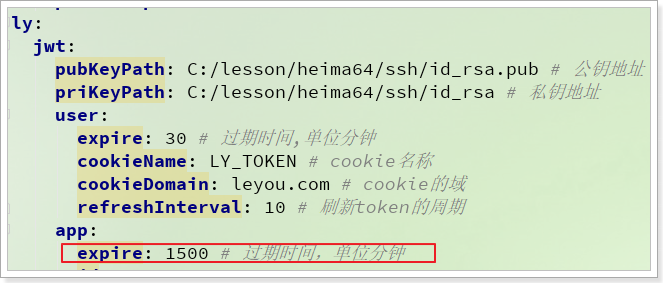 ly:
  jwt:
    pubKeyPath: C:/lesson/heima64/ssh/id_rsa.pub # 公钥地址
    priKeyPath: C:/lesson/heima64/ssh/id_rsa # 私钥地址
    user:
      expire: 30 # 过期时间,单位分钟
      cookieName: LY_TOKEN # cookie名称
      cookieDomain: leyou.com # cookie的域
      refreshInterval: 10 # 刷新token的周期
    app:
      expire: 1500 # 过期时间，单位分钟